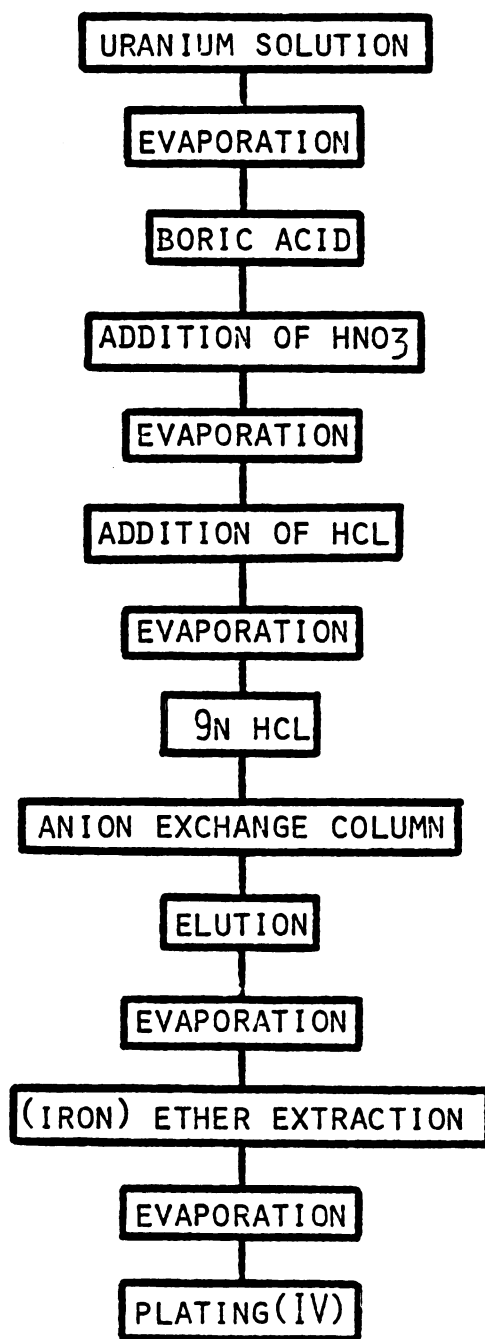 URANIUM SOLUTION
EVAPORATION
BORIC ACID
ADDITION OF HNO3
EVAPORATION
ADDITION OF HCL
EVAPORATION
9N HCL
ANION EXCHANGE COLUMN
ELUTION
EVAPORATION
(IRON) ETHER EXTRACTION
EVAPORATION
PLATING(IV)